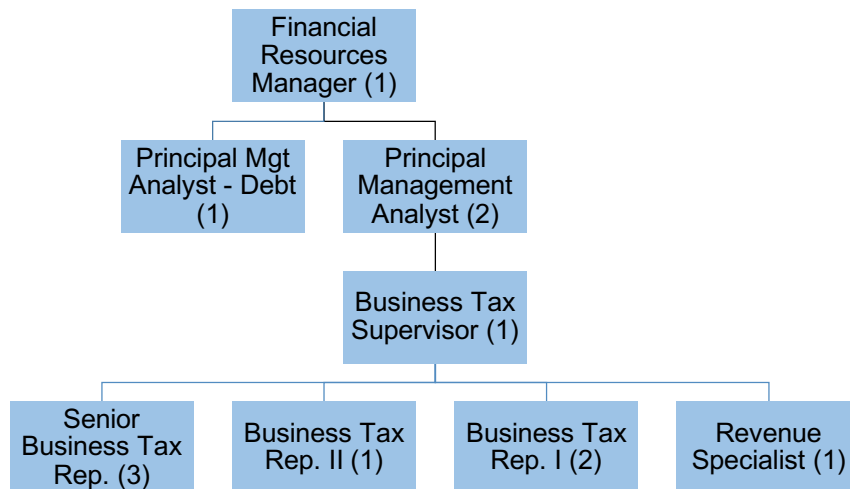 Financial
Resources
Manager (1)
Principal Mgt
Analyst - Debt
(1)
Principal
Management
Analyst (2)
Business Tax
Supervisor (1)
Senior
Business Tax
Rep. (3)
Business Tax
Rep. II (1)
Business Tax
Rep. I (2)
Revenue
Specialist (1)